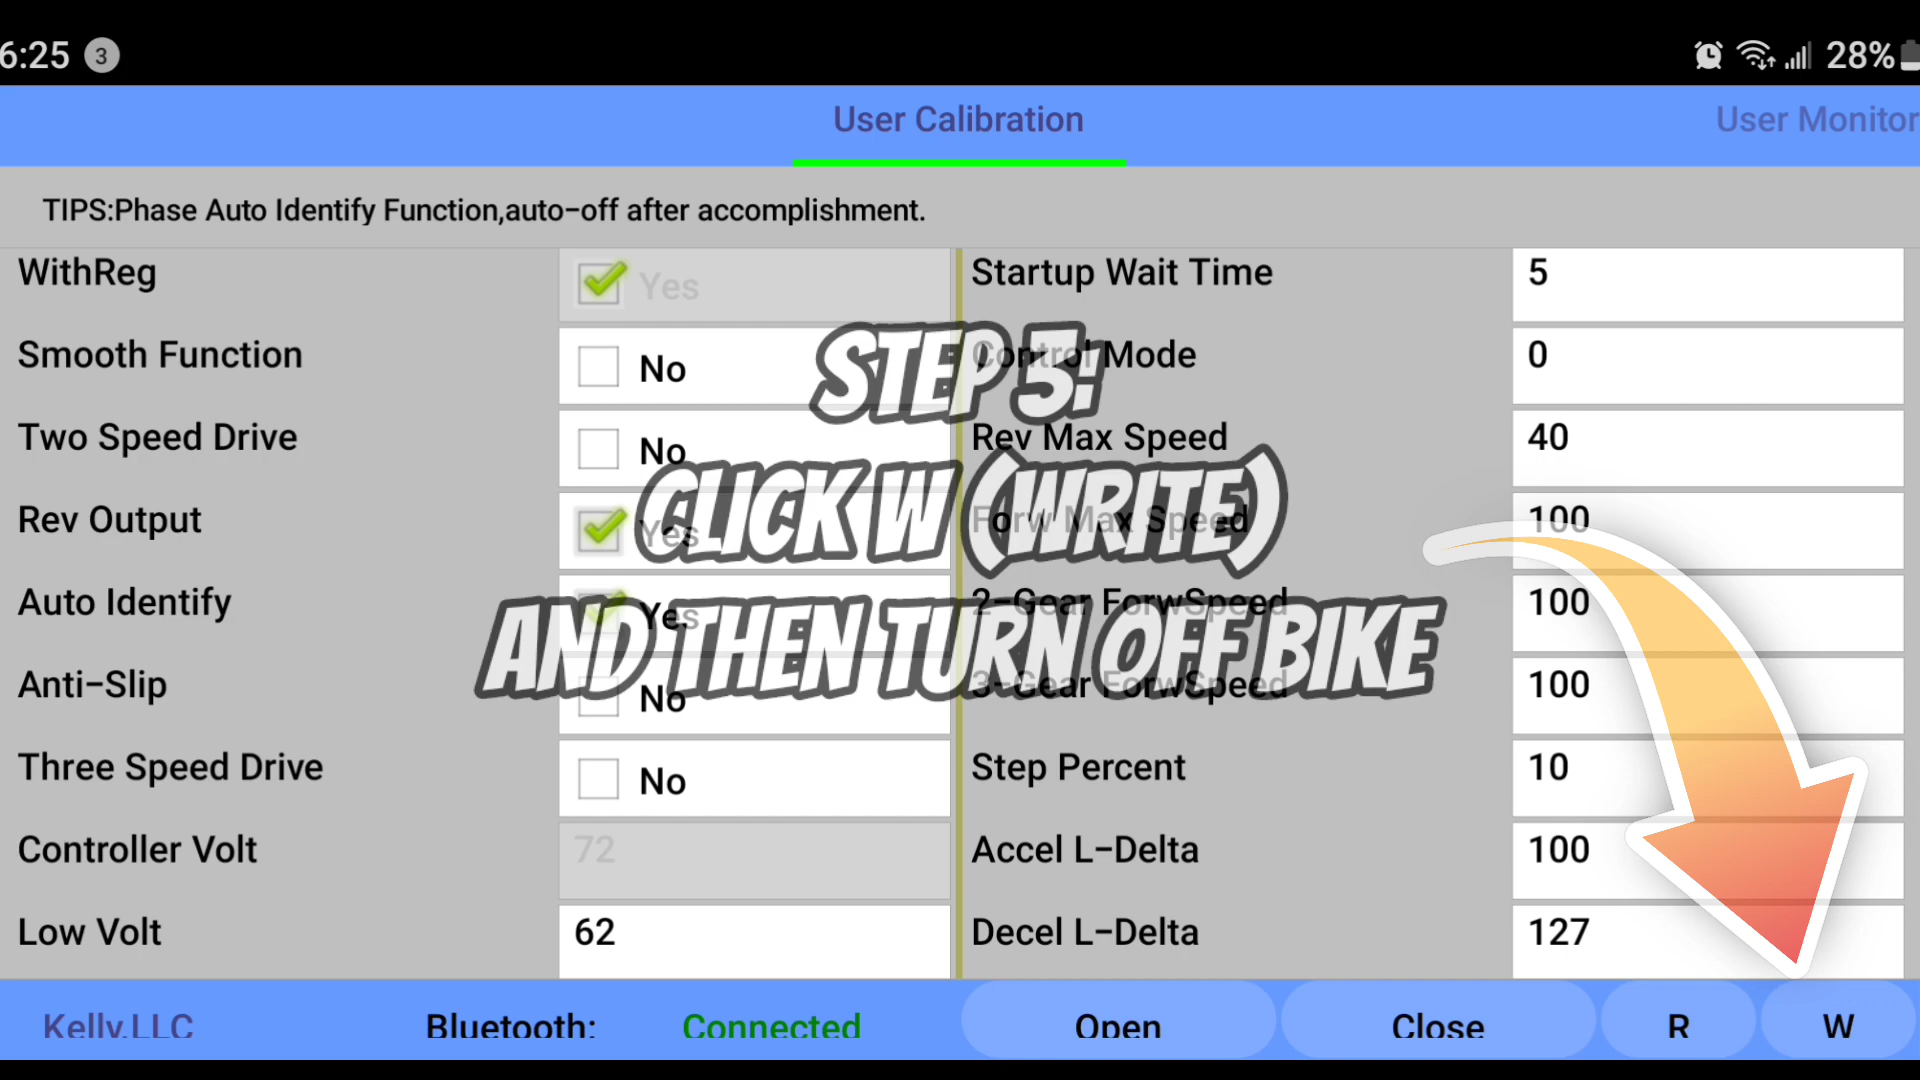 6:25 3 28%
User Calibration User Monitor
TIPS:Phase Auto Identify Function,auto-off after accomplishment.
WithReg Yes Startup Wait Time 5
Smooth Function No Control Mode 0
Two Speed Drive No Rev Max Speed 40
Rev Output Yes Forw Max Speed 100
Auto Identify Yes 2-Gear ForwSpeed 100
Anti-Slip No 3-Gear ForwSpeed 100
Three Speed Drive No Step Percent 10
Controller Volt 72 Accel L-Delta 100
Low Volt 62 Decel L-Delta 127
Kelly.LLC Bluetooth: Connected Open Close R W
STEP 5:
CLICK W (WRITE)
AND THEN TURN OFF BIKE